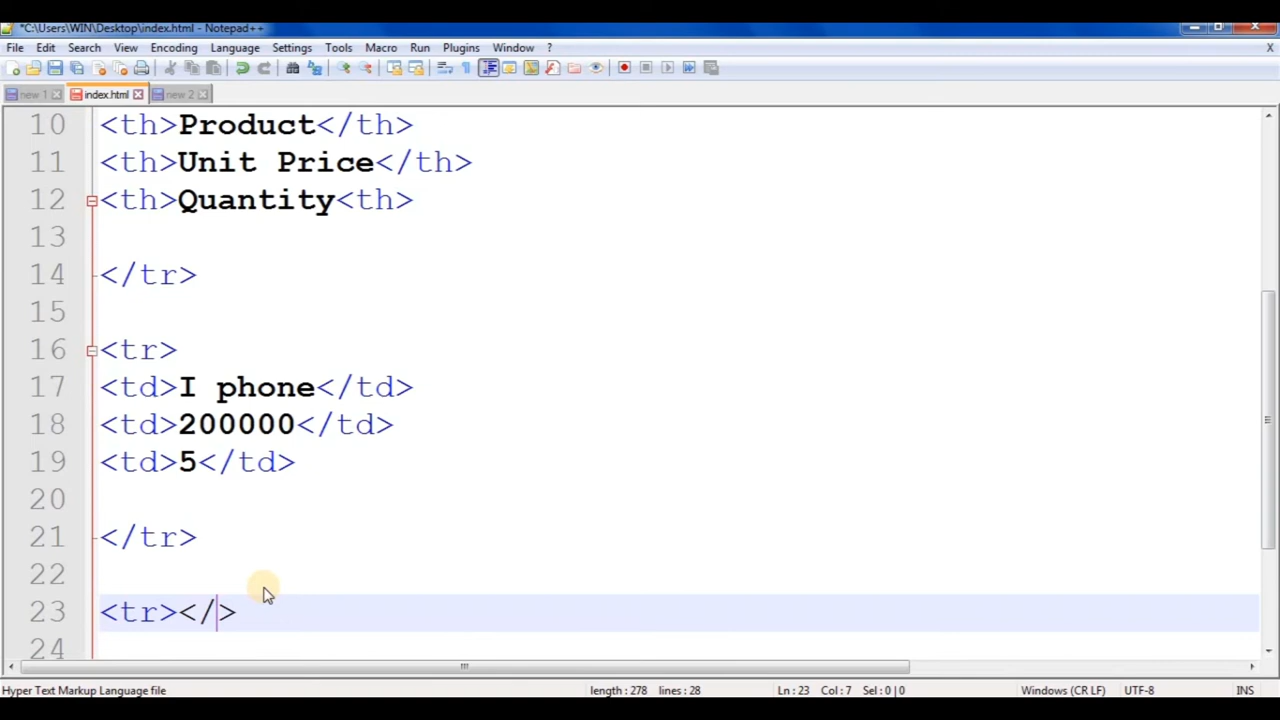 *C:\Users\WIN\Desktop\index.html - Notepad++
File Edit Search View Encoding Language Settings Tools Macro Run Plugins Window ? X
new 1 index.html new 2
10 <th>Product</th>
11 <th>Unit Price</th>
12 <th>Quantity<th>
13
14 </tr>
15
16 <tr>
17 <td>I phone</td>
18 <td>200000</td>
19 <td>5</td>
20
21 </tr>
22
23 <tr></>
24
Hyper Text Markup Language file length : 278 lines : 28 Ln : 23 Col : 7 Sel : 0 | 0 Windows (CR LF) UTF-8 INS